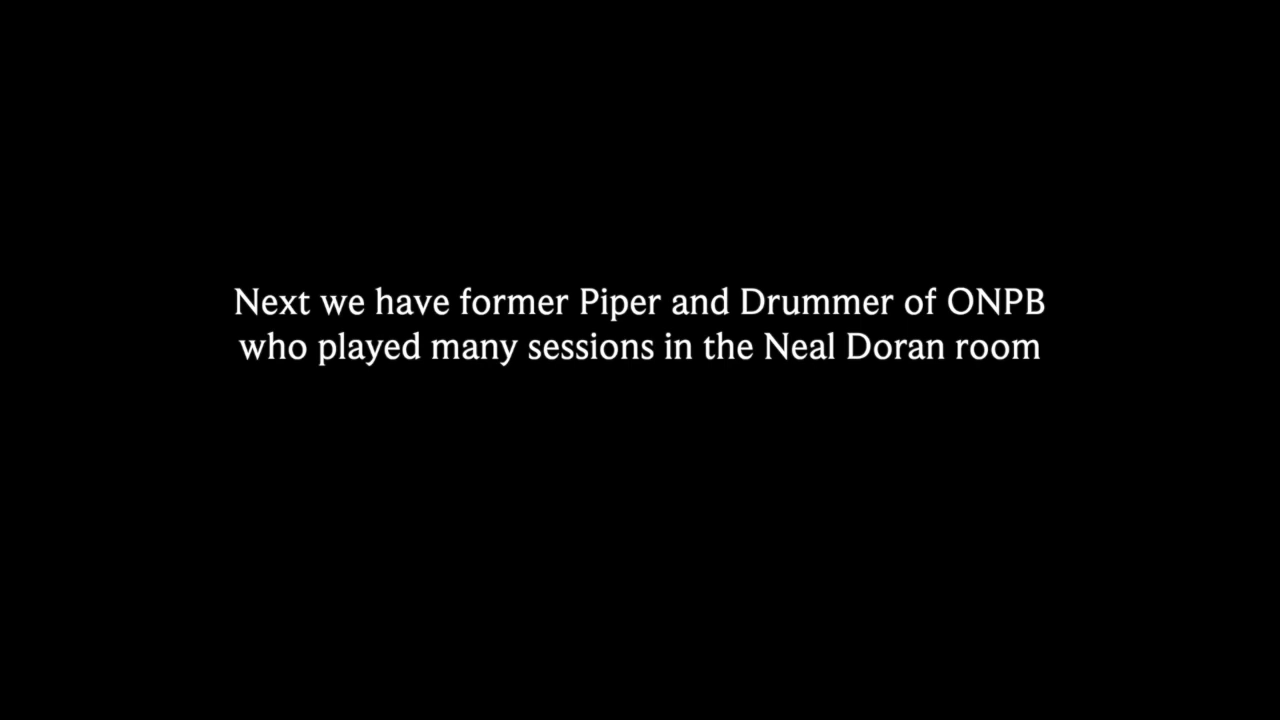 Next we have former Piper and Drummer of ONPB
who played many sessions in the Neal Doran room